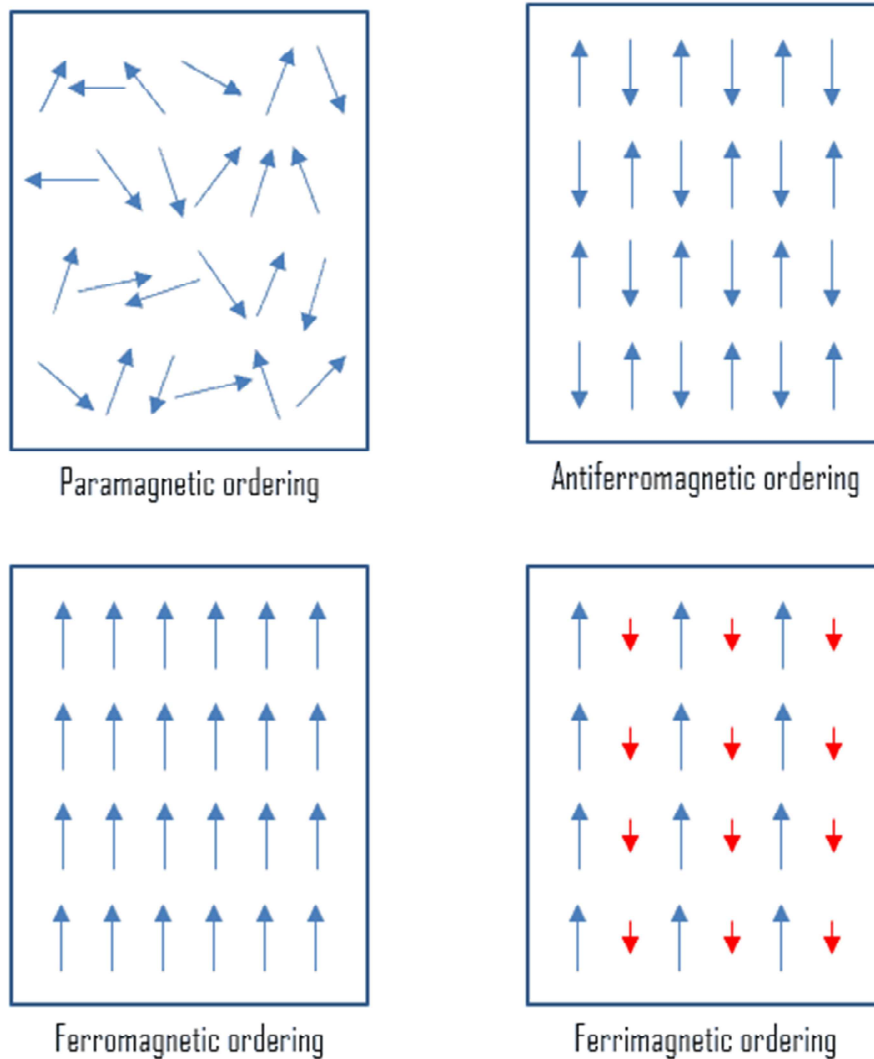 Paramagnetic ordering
Antiferromagnetic ordering
Ferromagnetic ordering
Ferrimagnetic ordering